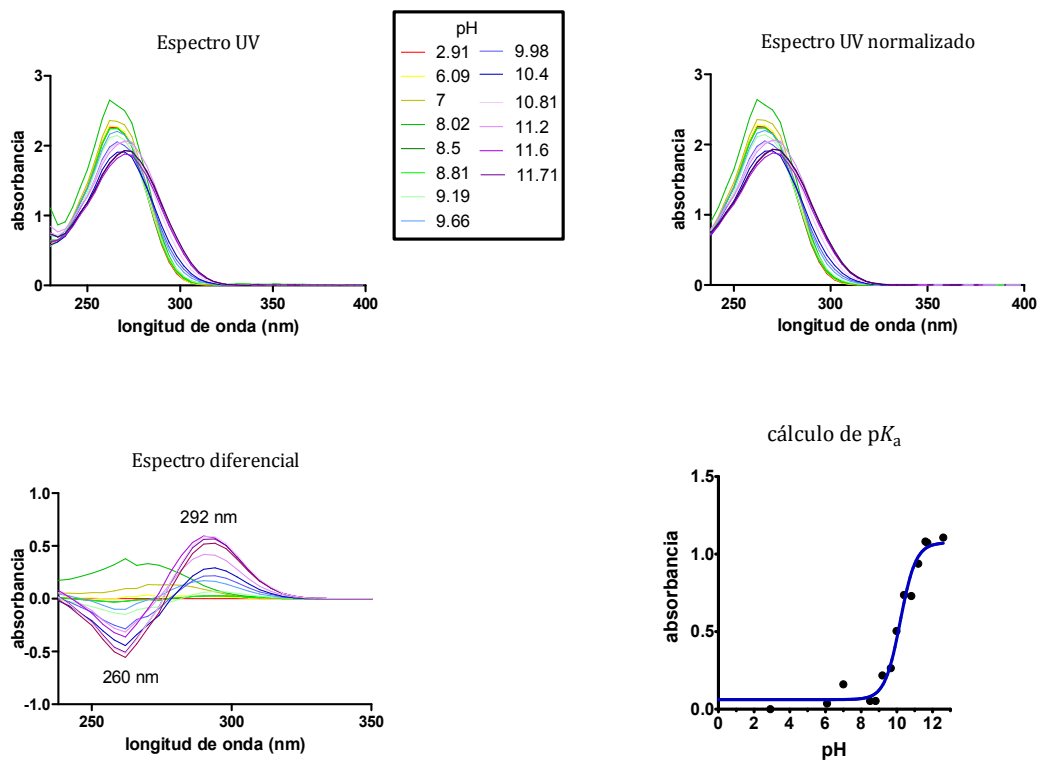 Espectro UV
3
2
1
0
absorbancia
250
300
350
400
longitud de onda (nm)
pH
2.91
6.09
7
8.02
8.5
8.81
9.19
9.66
9.98
10.4
10.81
11.2
11.6
11.71
Espectro UV normalizado
3
2
1
0
absorbancia
250
300
350
400
longitud de onda (nm)
Espectro diferencial
1.0
0.5
0.0
-0.5
-1.0
absorbancia
292 nm
260 nm
250
300
350
longitud de onda (nm)
cálculo de pKa
1.5
1.0
0.5
0.0
absorbancia
0 2 4 6 8 10 12
pH